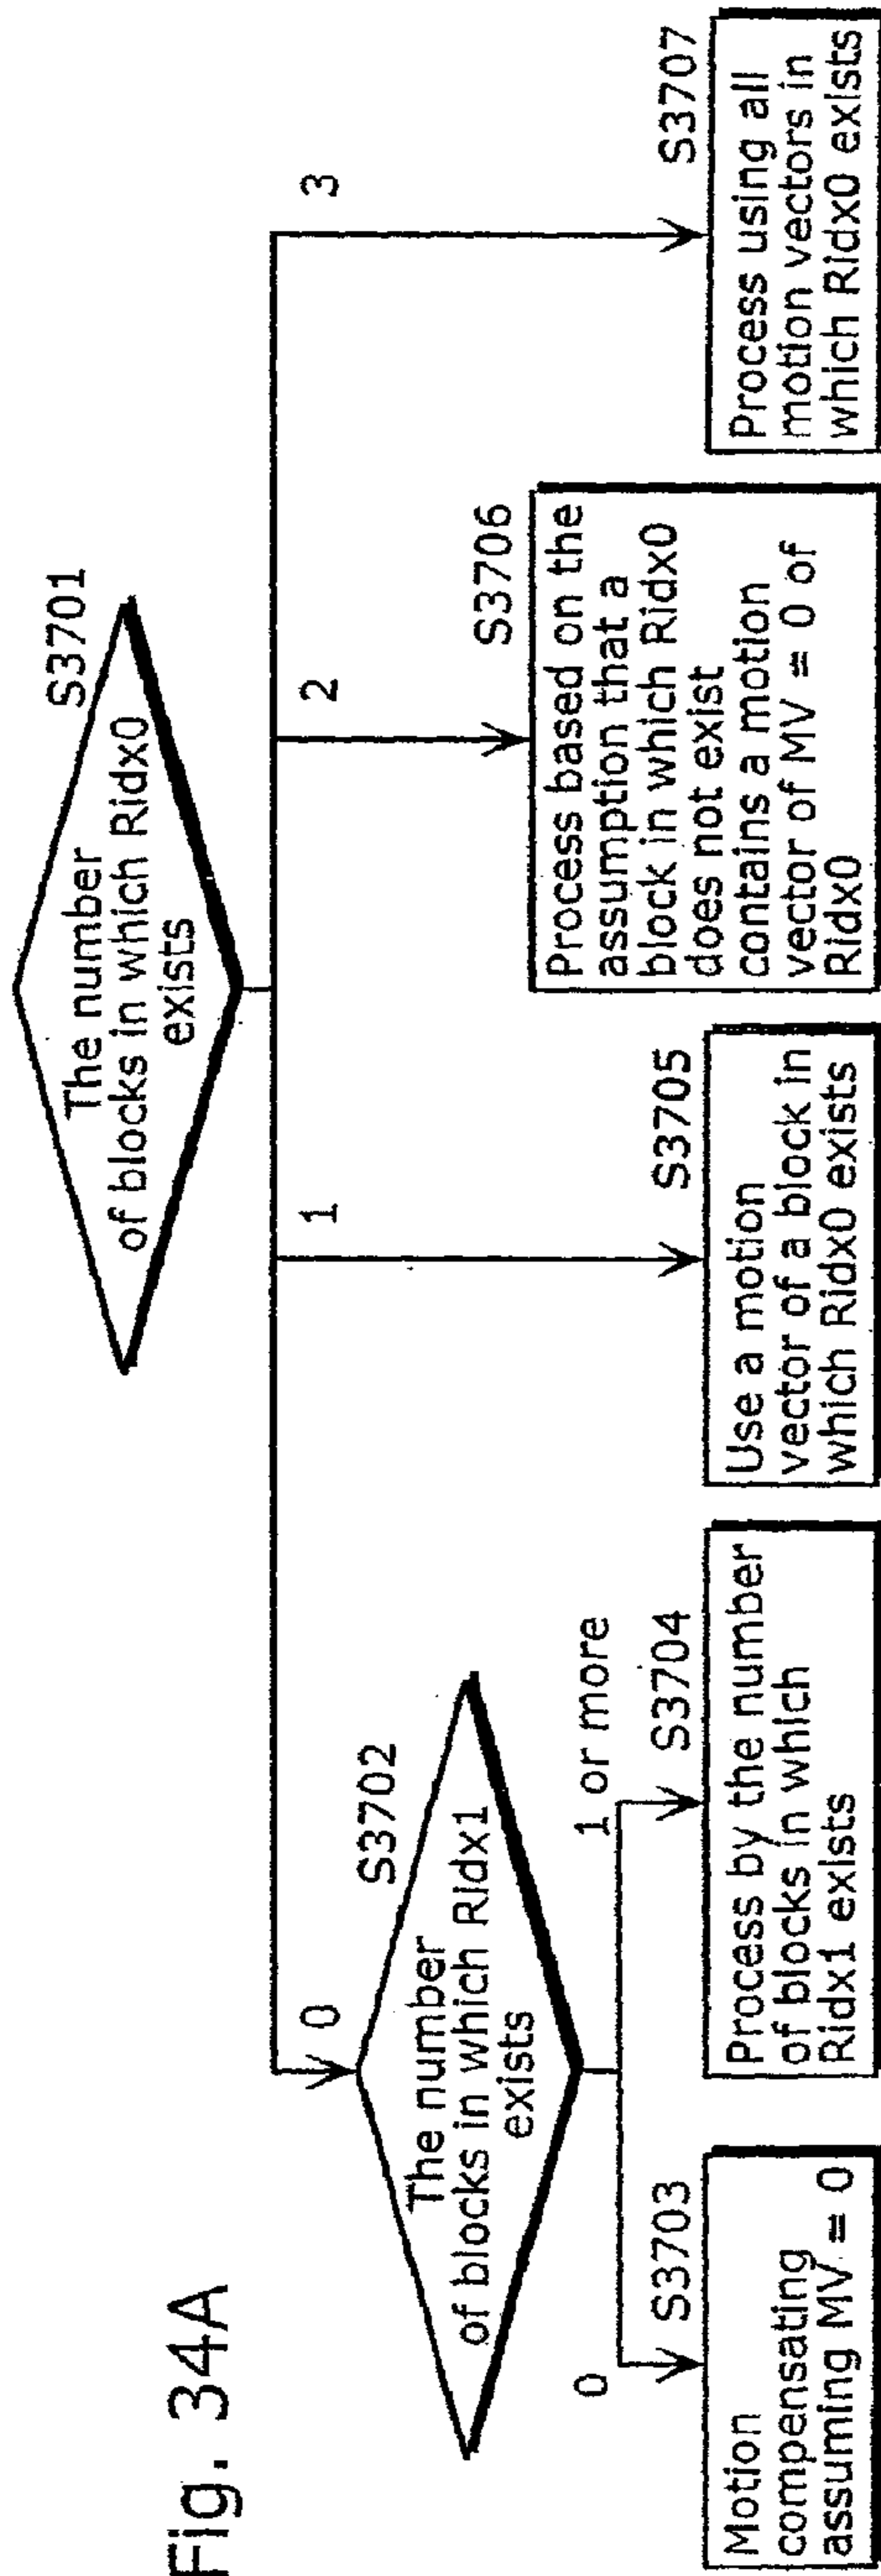 Fig. 34A
S3701
The number
of blocks in which Ridx0
exists
0
1
2
3
S3702
The number
of blocks in which Ridx1
exists
0
1 or more
S3703
Motion
compensating
assuming MV = 0
S3704
Process by the number
of blocks in which
Ridx1 exists
S3705
Use a motion
vector of a block in
which Ridx0 exists
S3706
Process based on the
assumption that a
block in which Ridx0
does not exist
contains a motion
vector of MV = 0 of
Ridx0
S3707
Process using all
motion vectors in
which Ridx0 exists